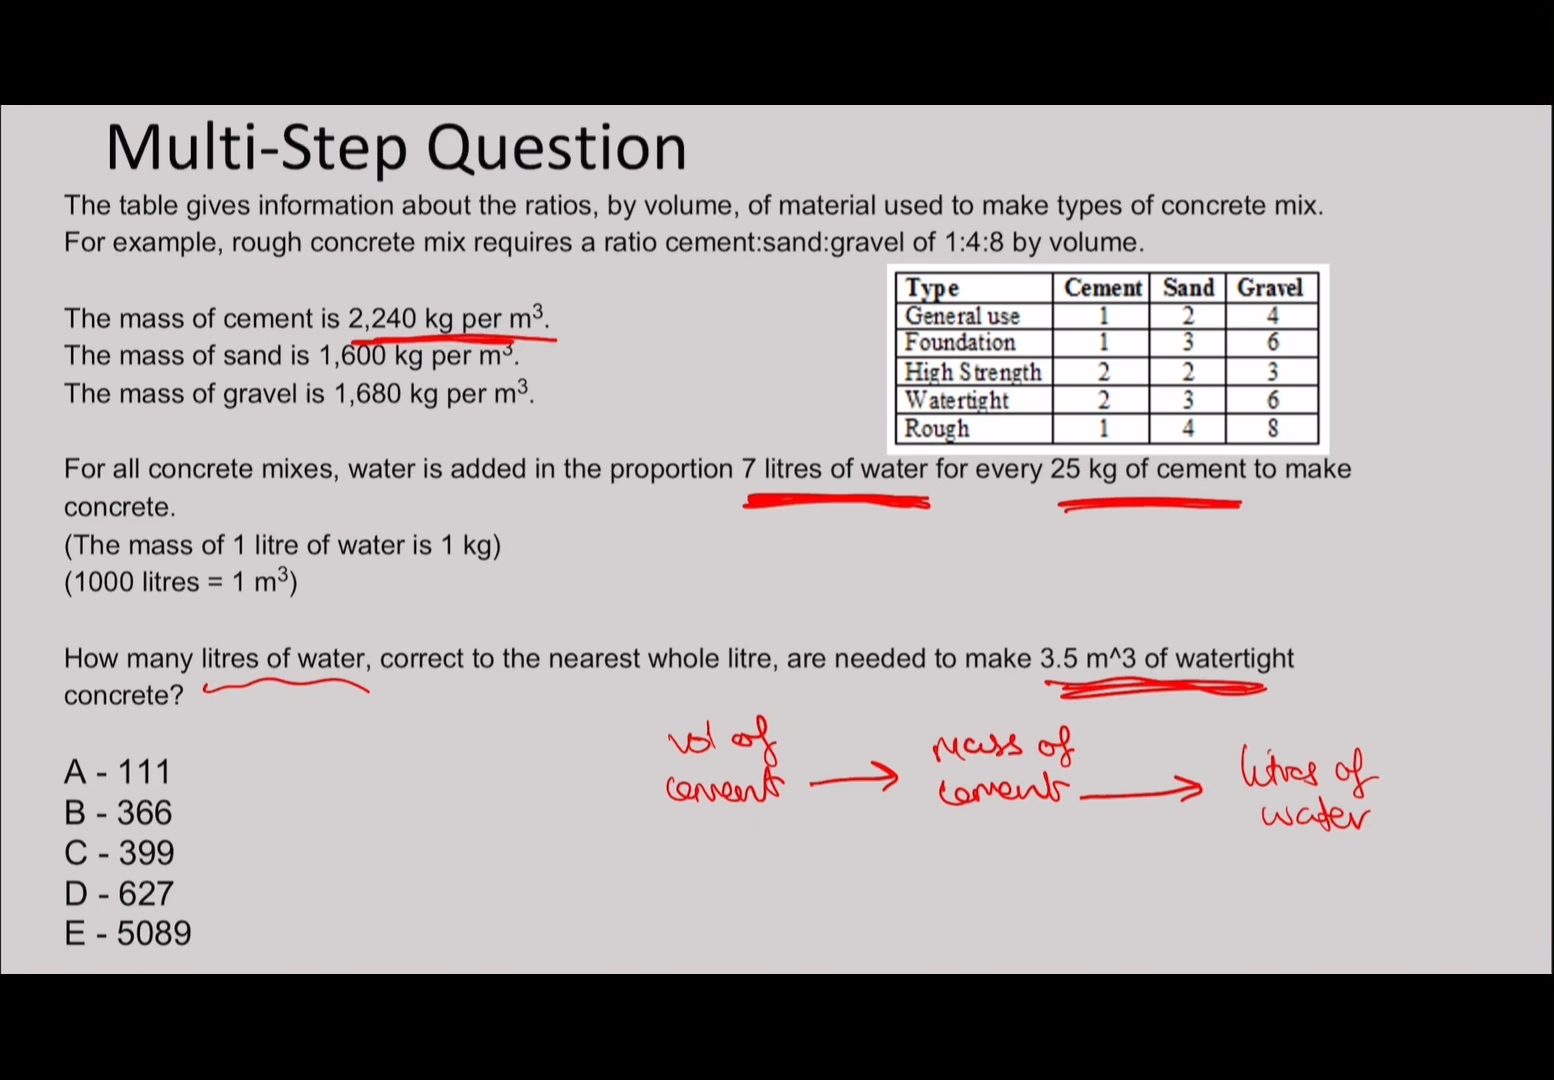 Multi-Step Question
The table gives information about the ratios, by volume, of material used to make types of concrete mix.
For example, rough concrete mix requires a ratio cement:sand:gravel of 1:4:8 by volume.
The mass of cement is 2,240 kg per m³.
The mass of sand is 1,600 kg per m³.
The mass of gravel is 1,680 kg per m³.
Type Cement Sand Gravel
General use 1 2 4
Foundation 1 3 6
High Strength 2 2 3
Watertight 2 3 6
Rough 1 4 8
For all concrete mixes, water is added in the proportion 7 litres of water for every 25 kg of cement to make
concrete.
(The mass of 1 litre of water is 1 kg)
(1000 litres = 1 m³)
How many litres of water, correct to the nearest whole litre, are needed to make 3.5 m^3 of watertight
concrete?
A - 111
B - 366
C - 399
D - 627
E - 5089
vol of
cement
mass of
cement
litres of
water